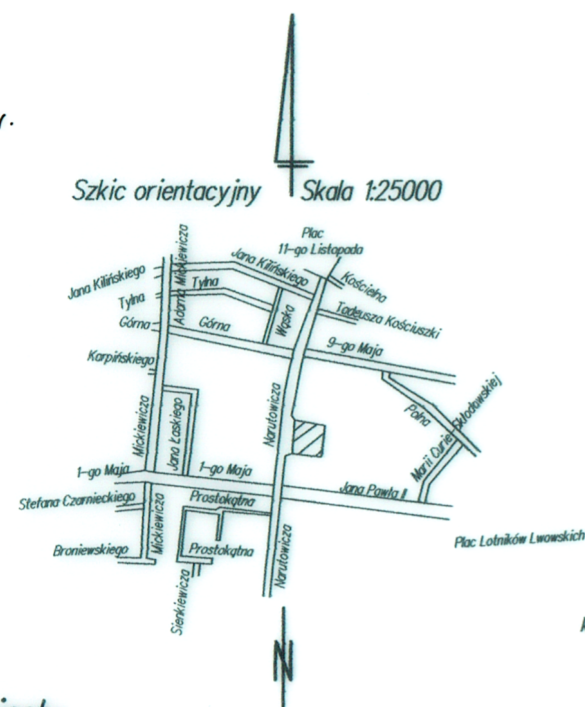 Szkic orientacyjny Skala 1:25000
Plac
11-go Listopada
Jana Kilińskiego
Adama Mickiewicza
Jana Kilińskiego
Kościelna
Tylna
Tylna
Tadeusza Kościuszki
Wąska
Górna
Górna
9-go Maja
Karpińskiego
Mickiewicza
Jana Łaskiego
Narutowicza
Polna
Marii Curie Skłodowskiej
1-go Maja
1-go Maja
Jana Pawła II
Stefana Czarnieckiego
Mickiewicza
Prostokątna
Broniewskiego
Prostokątna
Narutowicza
Plac Lotników Lwowskich
Sienkiewicza
N